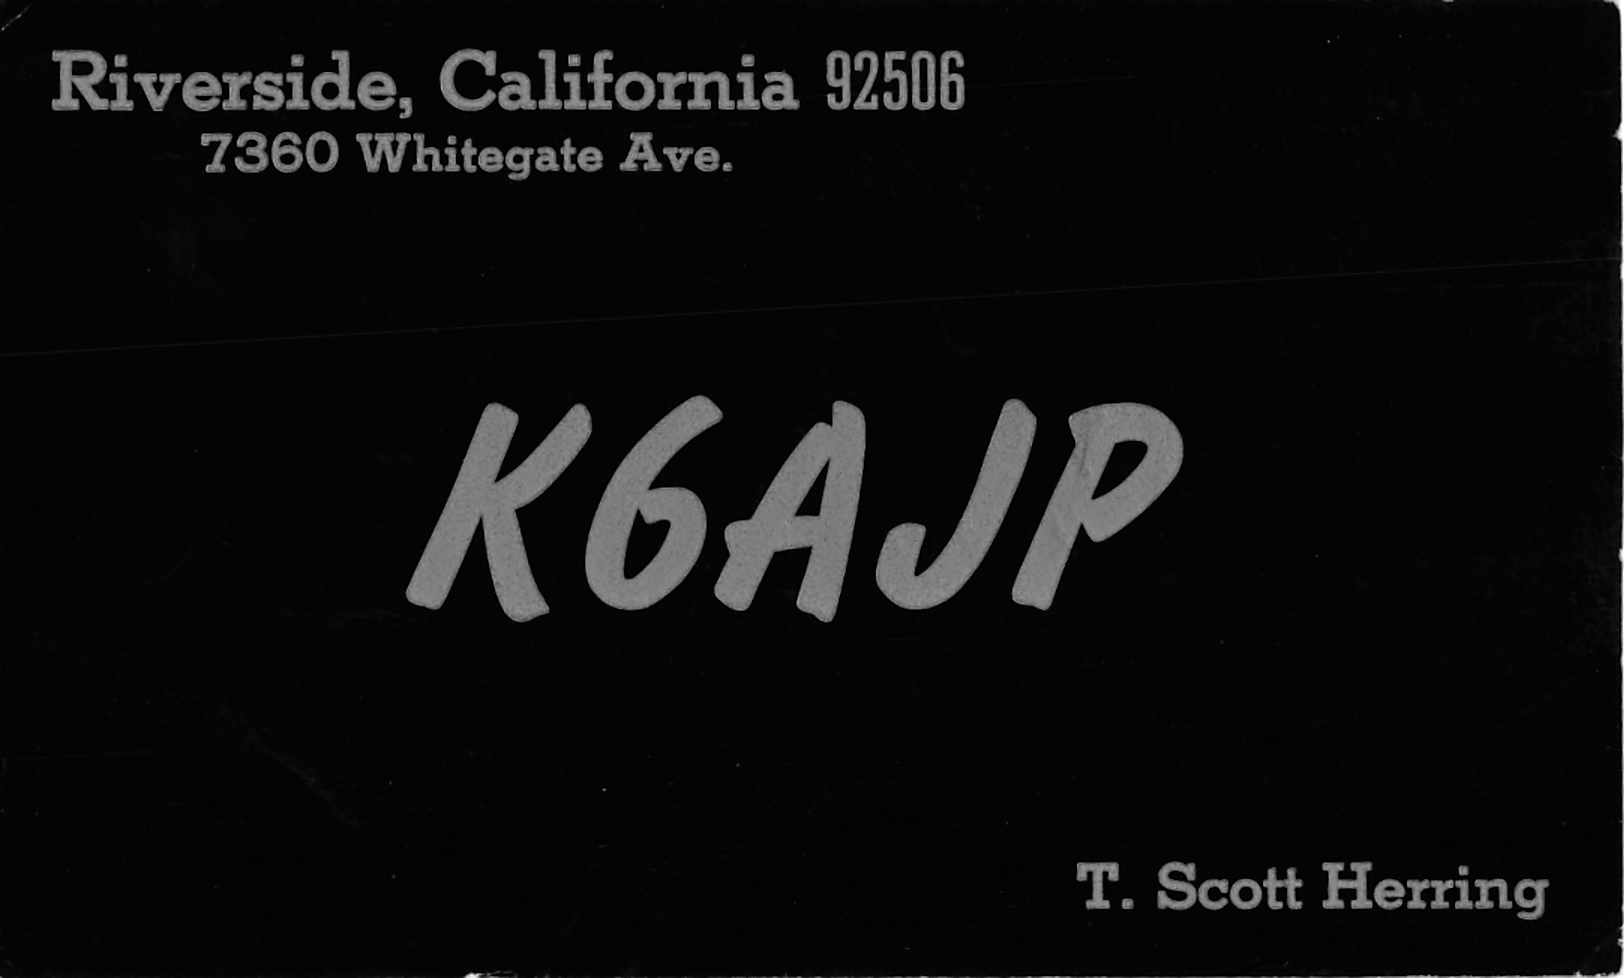 Riverside, California 92506
7360 Whitegate Ave.
K6AJP
T. Scott Herring